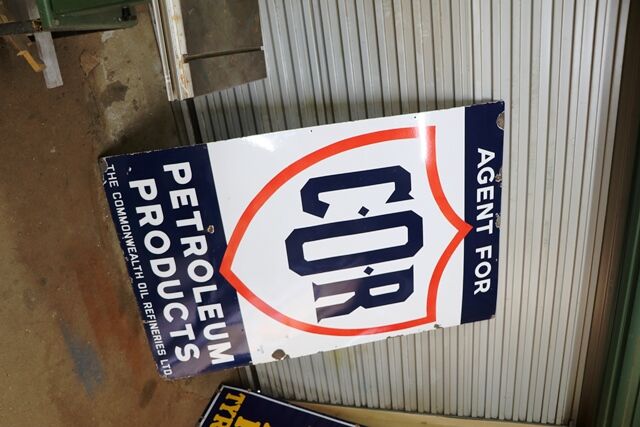 AGENT FOR
C·O·R
PETROLEUM
PRODUCTS
THE COMMONWEALTH OIL REFINERIES LTD.